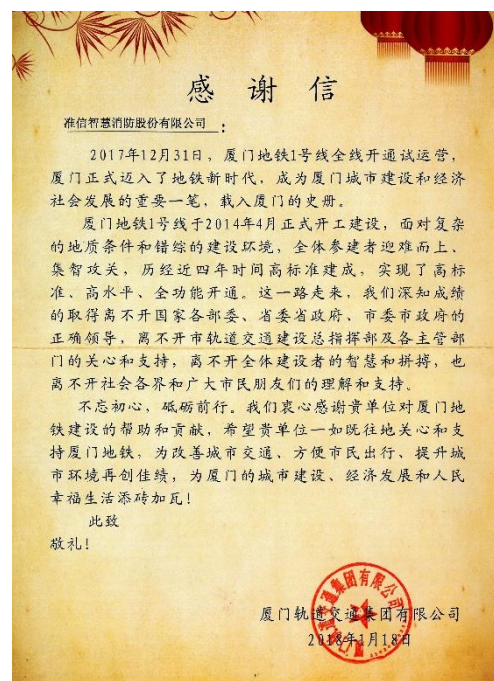 感谢信
准信智慧消防股份有限公司：
2017年12月31日，厦门地铁1号线全线开通试运营，
厦门正式迈入了地铁新时代，成为厦门城市建设和经济
社会发展的重要一笔，载入厦门的史册。
厦门地铁1号线于2014年4月正式开工建设，面对复杂
的地质条件和错综的建设环境，全体参建者迎难而上、
集智攻关，历经近四年时间高标准建成，实现了高标
准、高水平、全功能开通。这一路走来，我们深知成绩
的取得离不开国家各部委、省委省政府、市委市政府的
正确领导，离不开市轨道交通建设总指挥部及各主管部
门的关心和支持，离不开全体建设者的智慧和拼搏，也
离不开社会各界和广大市民朋友们的理解和支持。
不忘初心，砥砺前行。我们衷心感谢贵单位对厦门地
铁建设的帮助和贡献，希望贵单位一如既往地关心和支
持厦门地铁，为改善城市交通、方便市民出行、提升城
市环境再创佳绩，为厦门的城市建设、经济发展和人民
幸福生活添砖加瓦！
此致
敬礼！
厦门轨道交通集团有限公司
2018年1月18日
厦门轨道交通集团有限公司